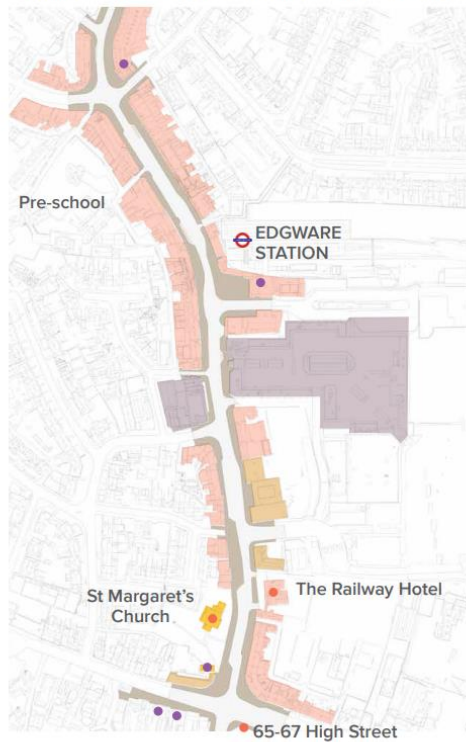 Pre-school
EDGWARE
STATION
St Margaret's
Church
The Railway Hotel
65-67 High Street